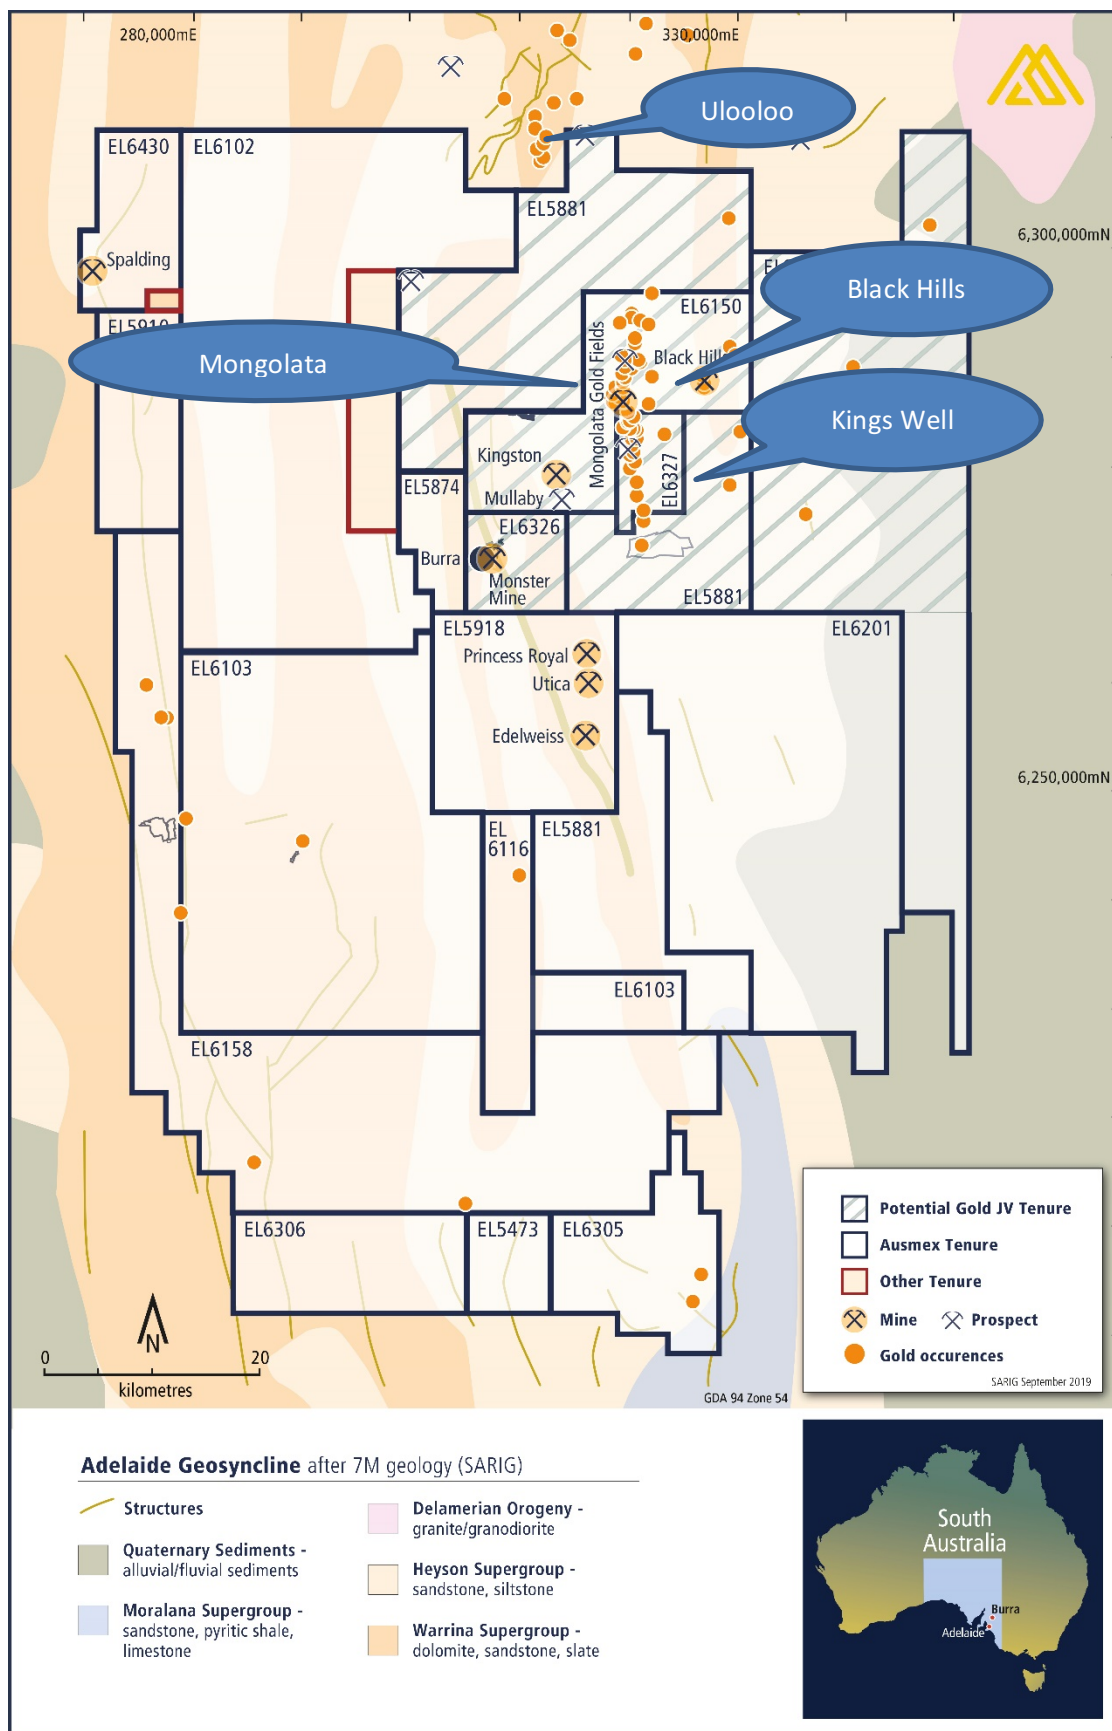 280,000mE
330,000mE
Ulooloo
EL6430
EL6102
EL5881
6,300,000mN
Spalding
Black Hills
EL6150
Mongolata
Mongolata Gold Fields
Black Hills
Kings Well
Kingston
EL6327
EL5874
Mullaby
EL6326
Burra
Monster
Mine
EL5881
EL5918
EL6201
Princess Royal
EL6103
Utica
Edelweiss
6,250,000mN
EL
6116
EL5881
EL6103
EL6158
EL6306
EL5473
EL6305
Potential Gold JV Tenure
Ausmex Tenure
Other Tenure
Mine
Prospect
Gold occurences
SARIG September 2019
N
0
20
kilometres
GDA 94 Zone 54
Adelaide Geosyncline after 7M geology (SARIG)
Structures
Quaternary Sediments -
alluvial/fluvial sediments
Moralana Supergroup -
sandstone, pyritic shale,
limestone
Delamerian Orogeny -
granite/granodiorite
Heyson Supergroup -
sandstone, siltstone
Warrina Supergroup -
dolomite, sandstone, slate
South
Australia
Burra
Adelaide